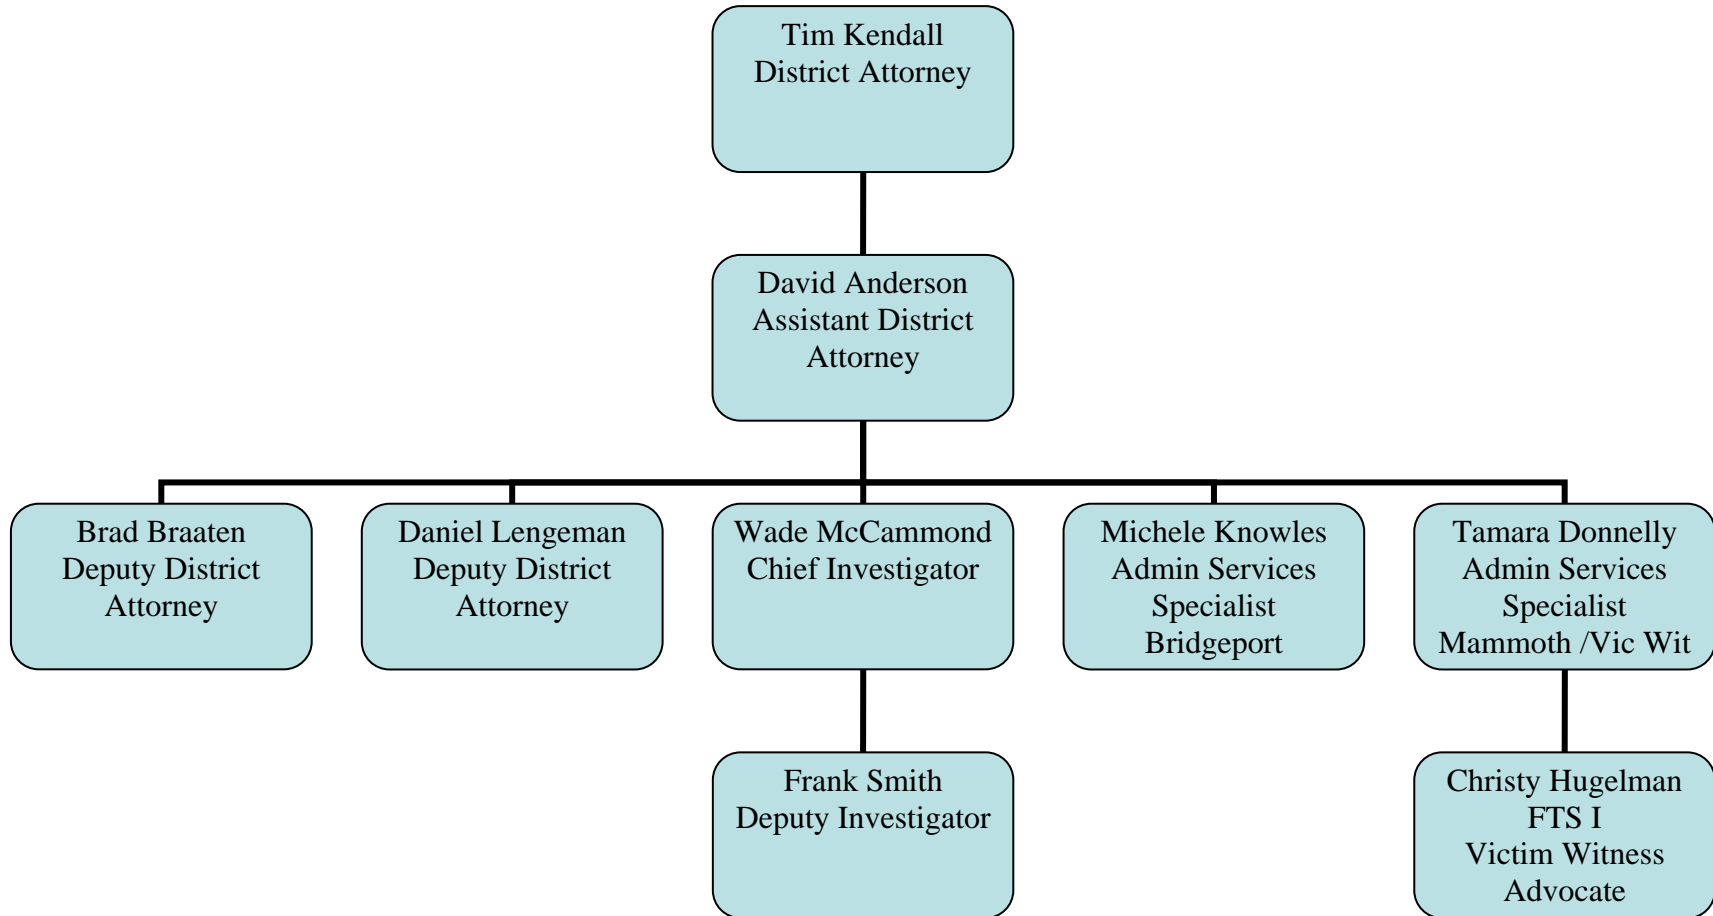 Tim Kendall
District Attorney
David Anderson
Assistant District
Attorney
Brad Braaten
Deputy District
Attorney
Daniel Lengeman
Deputy District
Attorney
Wade McCammond
Chief Investigator
Michele Knowles
Admin Services
Specialist
Bridgeport
Tamara Donnelly
Admin Services
Specialist
Mammoth /Vic Wit
Frank Smith
Deputy Investigator
Christy Hugelman
FTS I
Victim Witness
Advocate